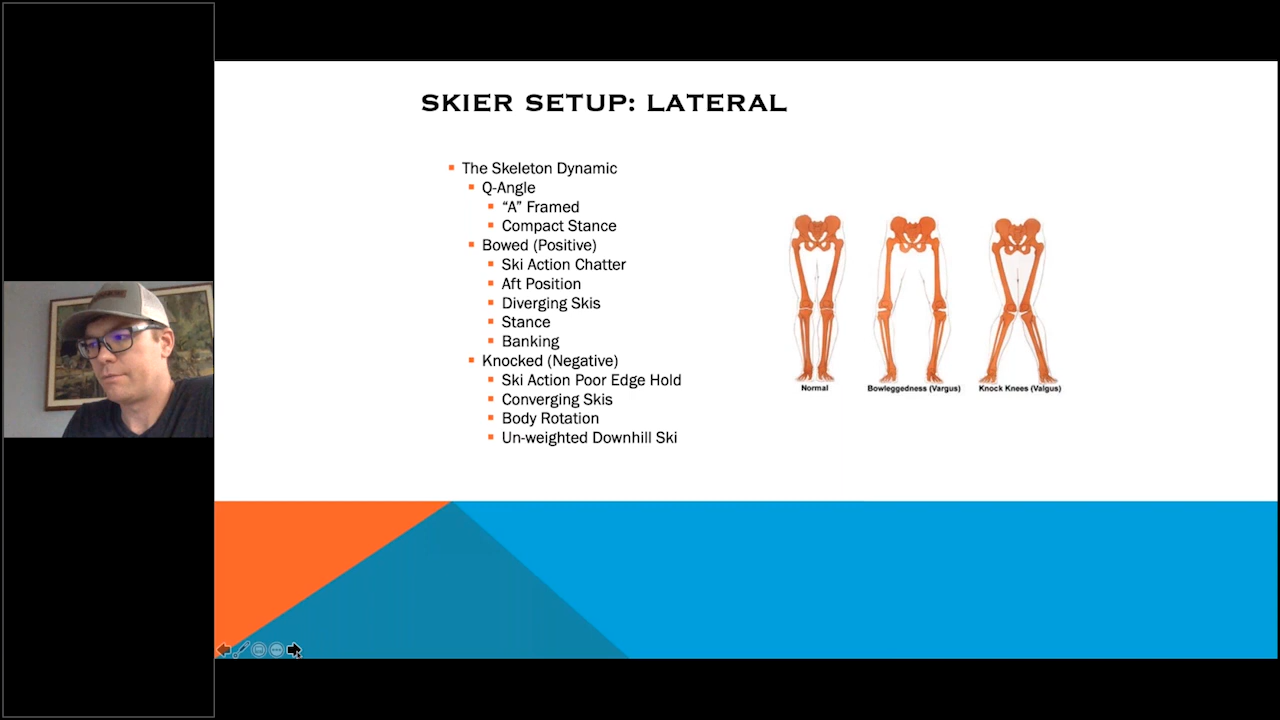 SKIER SETUP: LATERAL
The Skeleton Dynamic
Q-Angle
“A” Framed
Compact Stance
Bowed (Positive)
Ski Action Chatter
Aft Position
Diverging Skis
Stance
Banking
Knocked (Negative)
Ski Action Poor Edge Hold
Converging Skis
Body Rotation
Un-weighted Downhill Ski
Normal
Bowleggedness (Vargus)
Knock Knees (Valgus)